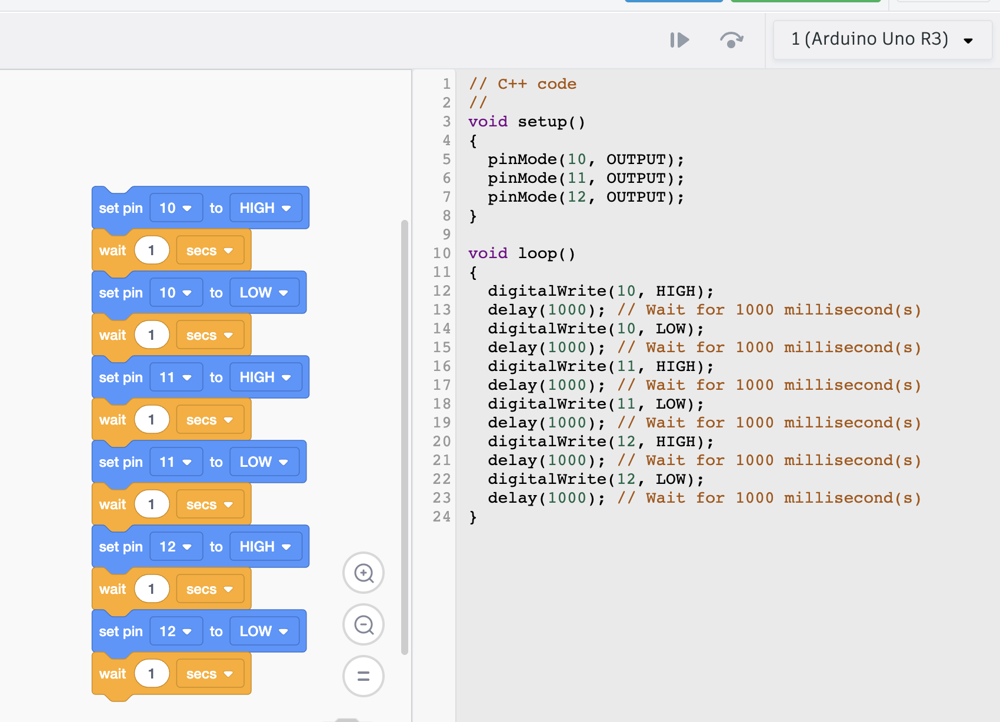 1 (Arduino Uno R3)
set pin 10 to HIGH
wait 1 secs
set pin 10 to LOW
wait 1 secs
set pin 11 to HIGH
wait 1 secs
set pin 11 to LOW
wait 1 secs
set pin 12 to HIGH
wait 1 secs
set pin 12 to LOW
wait 1 secs
1 // C++ code
2 //
3 void setup()
4 {
5   pinMode(10, OUTPUT);
6   pinMode(11, OUTPUT);
7   pinMode(12, OUTPUT);
8 }
9
10 void loop()
11 {
12   digitalWrite(10, HIGH);
13   delay(1000); // Wait for 1000 millisecond(s)
14   digitalWrite(10, LOW);
15   delay(1000); // Wait for 1000 millisecond(s)
16   digitalWrite(11, HIGH);
17   delay(1000); // Wait for 1000 millisecond(s)
18   digitalWrite(11, LOW);
19   delay(1000); // Wait for 1000 millisecond(s)
20   digitalWrite(12, HIGH);
21   delay(1000); // Wait for 1000 millisecond(s)
22   digitalWrite(12, LOW);
23   delay(1000); // Wait for 1000 millisecond(s)
24 }